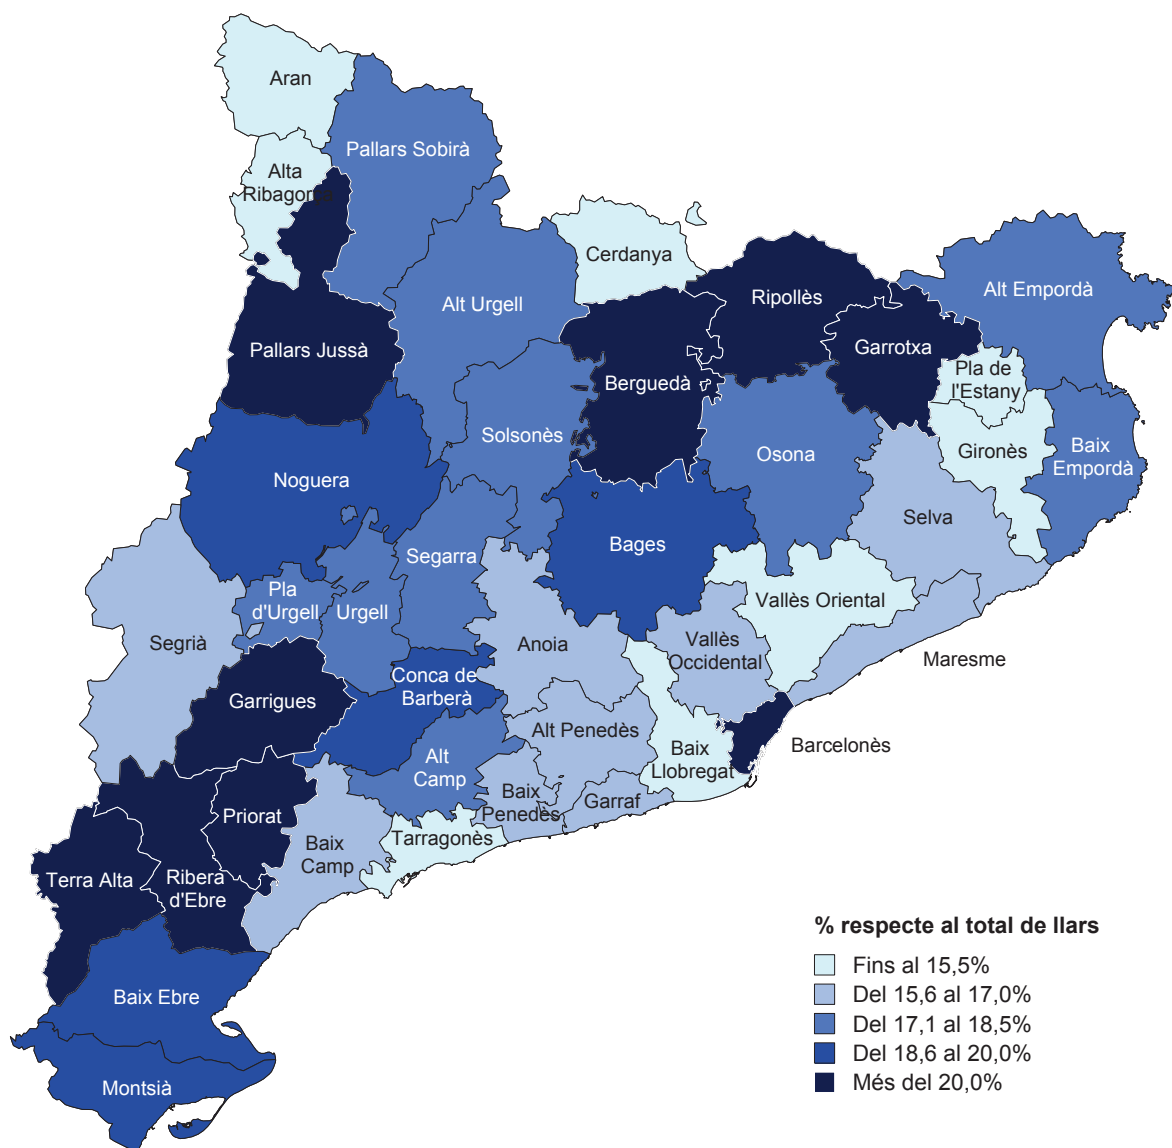 Aran
Pallars Sobirà
Alta
Ribagorça
Cerdanya
Alt Urgell
Ripollès
Alt Empordà
Pallars Jussà
Garrotxa
Berguedà
Pla de
l'Estany
Solsonès
Gironès
Baix
Empordà
Osona
Noguera
Selva
Bages
Segarra
Pla
d'Urgell
Urgell
Vallès Oriental
Segrià
Anoia
Vallès
Occidental
Maresme
Conca de
Barberà
Garrigues
Alt Penedès
Barcelonès
Baix
Llobregat
Alt
Camp
Baix
Penedès
Garraf
Priorat
Tarragonès
Baix
Camp
Terra Alta
Ribera
d'Ebre
Baix Ebre
Montsià
% respecte al total de llars
Fins al 15,5%
Del 15,6 al 17,0%
Del 17,1 al 18,5%
Del 18,6 al 20,0%
Més del 20,0%